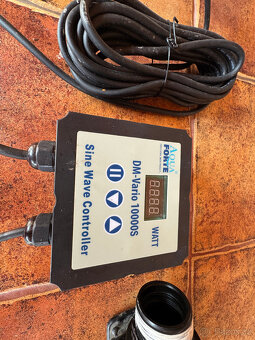 AQUA
FORTE
WATT
DM-Vario 10000S
Sine Wave Controller